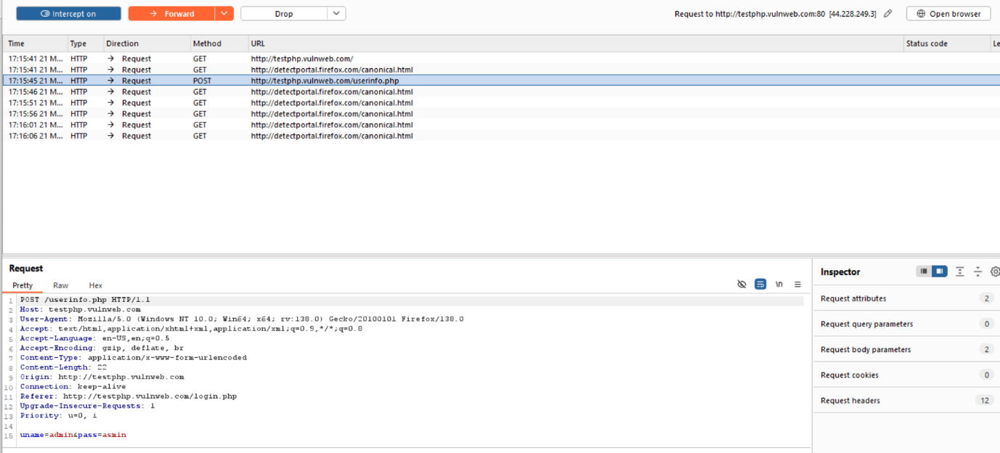 Intercept on Forward Drop Request to http://testphp.vulnweb.com:80 [44.228.249.3] Open browser
Time Type Direction Method URL Status code Le
17:15:41 21 M... HTTP → Request GET http://testphp.vulnweb.com/
17:15:41 21 M... HTTP → Request GET http://detectportal.firefox.com/canonical.html
17:15:45 21 M... HTTP → Request POST http://testphp.vulnweb.com/userinfo.php
17:15:46 21 M... HTTP → Request GET http://detectportal.firefox.com/canonical.html
17:15:51 21 M... HTTP → Request GET http://detectportal.firefox.com/canonical.html
17:15:56 21 M... HTTP → Request GET http://detectportal.firefox.com/canonical.html
17:16:01 21 M... HTTP → Request GET http://detectportal.firefox.com/canonical.html
17:16:06 21 M... HTTP → Request GET http://detectportal.firefox.com/canonical.html
Request
Pretty Raw Hex \n
1 POST /userinfo.php HTTP/1.1
2 Host: testphp.vulnweb.com
3 User-Agent: Mozilla/5.0 (Windows NT 10.0; Win64; x64; rv:138.0) Gecko/20100101 Firefox/138.0
4 Accept: text/html,application/xhtml+xml,application/xml;q=0.9,*/*;q=0.8
5 Accept-Language: en-US,en;q=0.5
6 Accept-Encoding: gzip, deflate, br
7 Content-Type: application/x-www-form-urlencoded
8 Content-Length: 22
9 Origin: http://testphp.vulnweb.com
10 Connection: keep-alive
11 Referer: http://testphp.vulnweb.com/login.php
12 Upgrade-Insecure-Requests: 1
13 Priority: u=0, i
14
15 uname=admin&pass=asmin
Inspector
Request attributes 2
Request query parameters 0
Request body parameters 2
Request cookies 0
Request headers 12